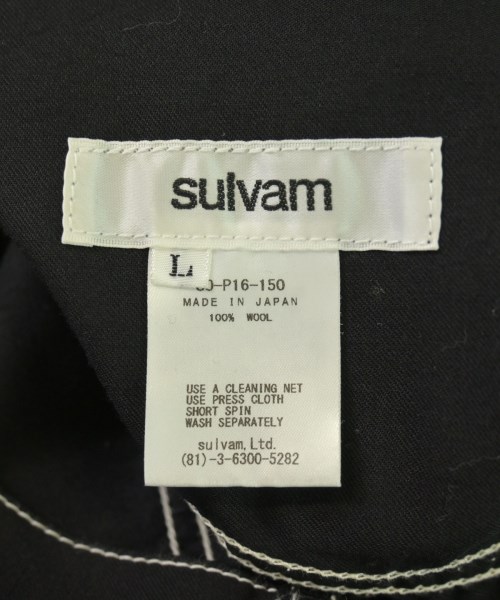 sulvam
L
-P16-150
MADE IN JAPAN
100% WOOL
USE A CLEANING NET
USE PRESS CLOTH
SHORT SPIN
WASH SEPARATELY
sulvam, Ltd.
(81)-3-6300-5282